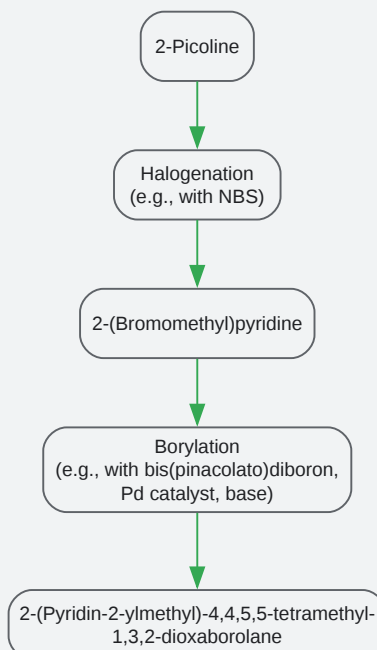 2-Picoline
Halogenation
(e.g., with NBS)
2-(Bromomethyl)pyridine
Borylation
(e.g., with bis(pinacolato)diboron,
Pd catalyst, base)
2-(Pyridin-2-ylmethyl)-4,4,5,5-tetramethyl-
1,3,2-dioxaborolane